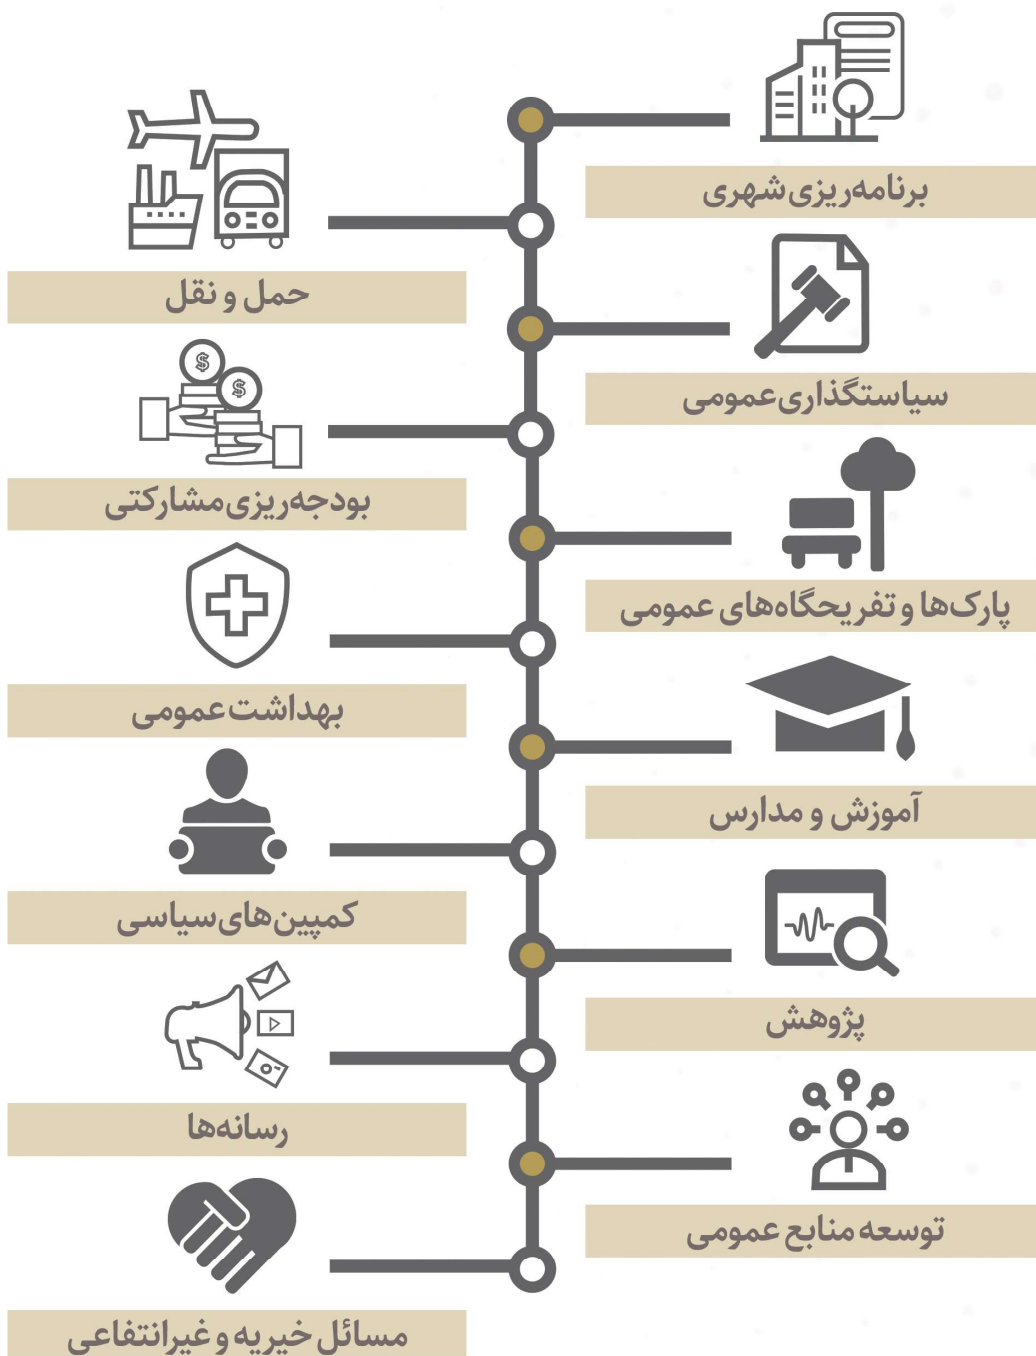 برنامه‌ریزی شهری
حمل و نقل
سیاستگذاری عمومی
بودجه‌ریزی مشارکتی
پارک‌ها و تفریحگاه‌های عمومی
بهداشت عمومی
آموزش و مدارس
کمپین‌های سیاسی
پژوهش
رسانه‌ها
توسعه منابع عمومی
مسائل خیریه و غیرانتفاعی